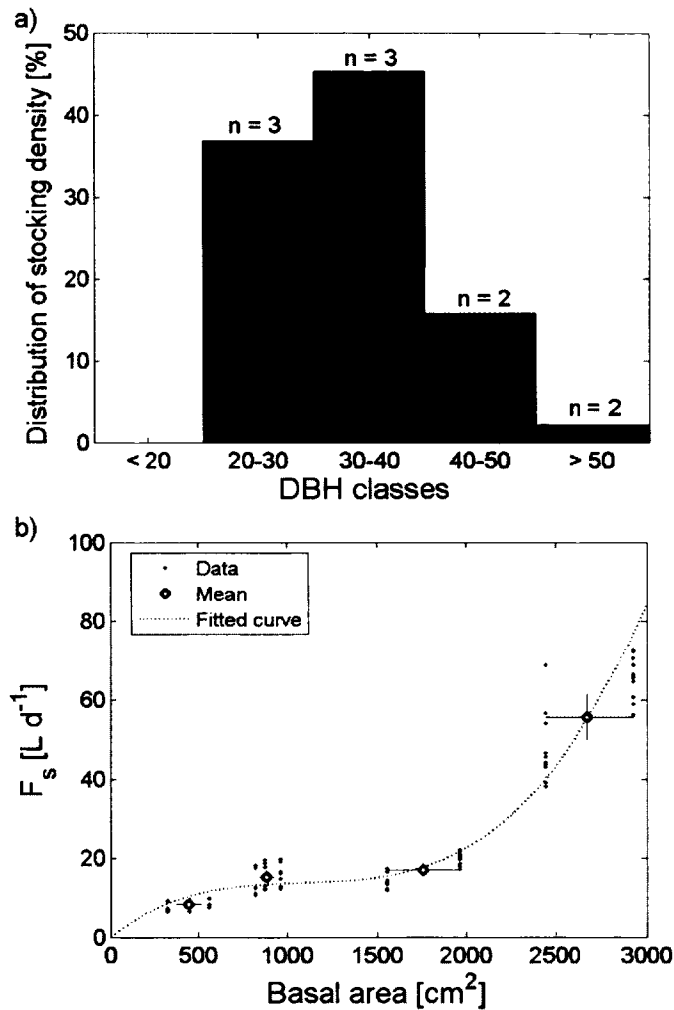 a)
Distribution of stocking density [%]
50
40
30
20
10
0
n = 3
n = 3
n = 2
n = 2
< 20 20-30 30-40 40-50 > 50
DBH classes
b)
F_s [L d^-1]
100
80
60
40
20
0
Data
Mean
Fitted curve
0 500 1000 1500 2000 2500 3000
Basal area [cm^2]